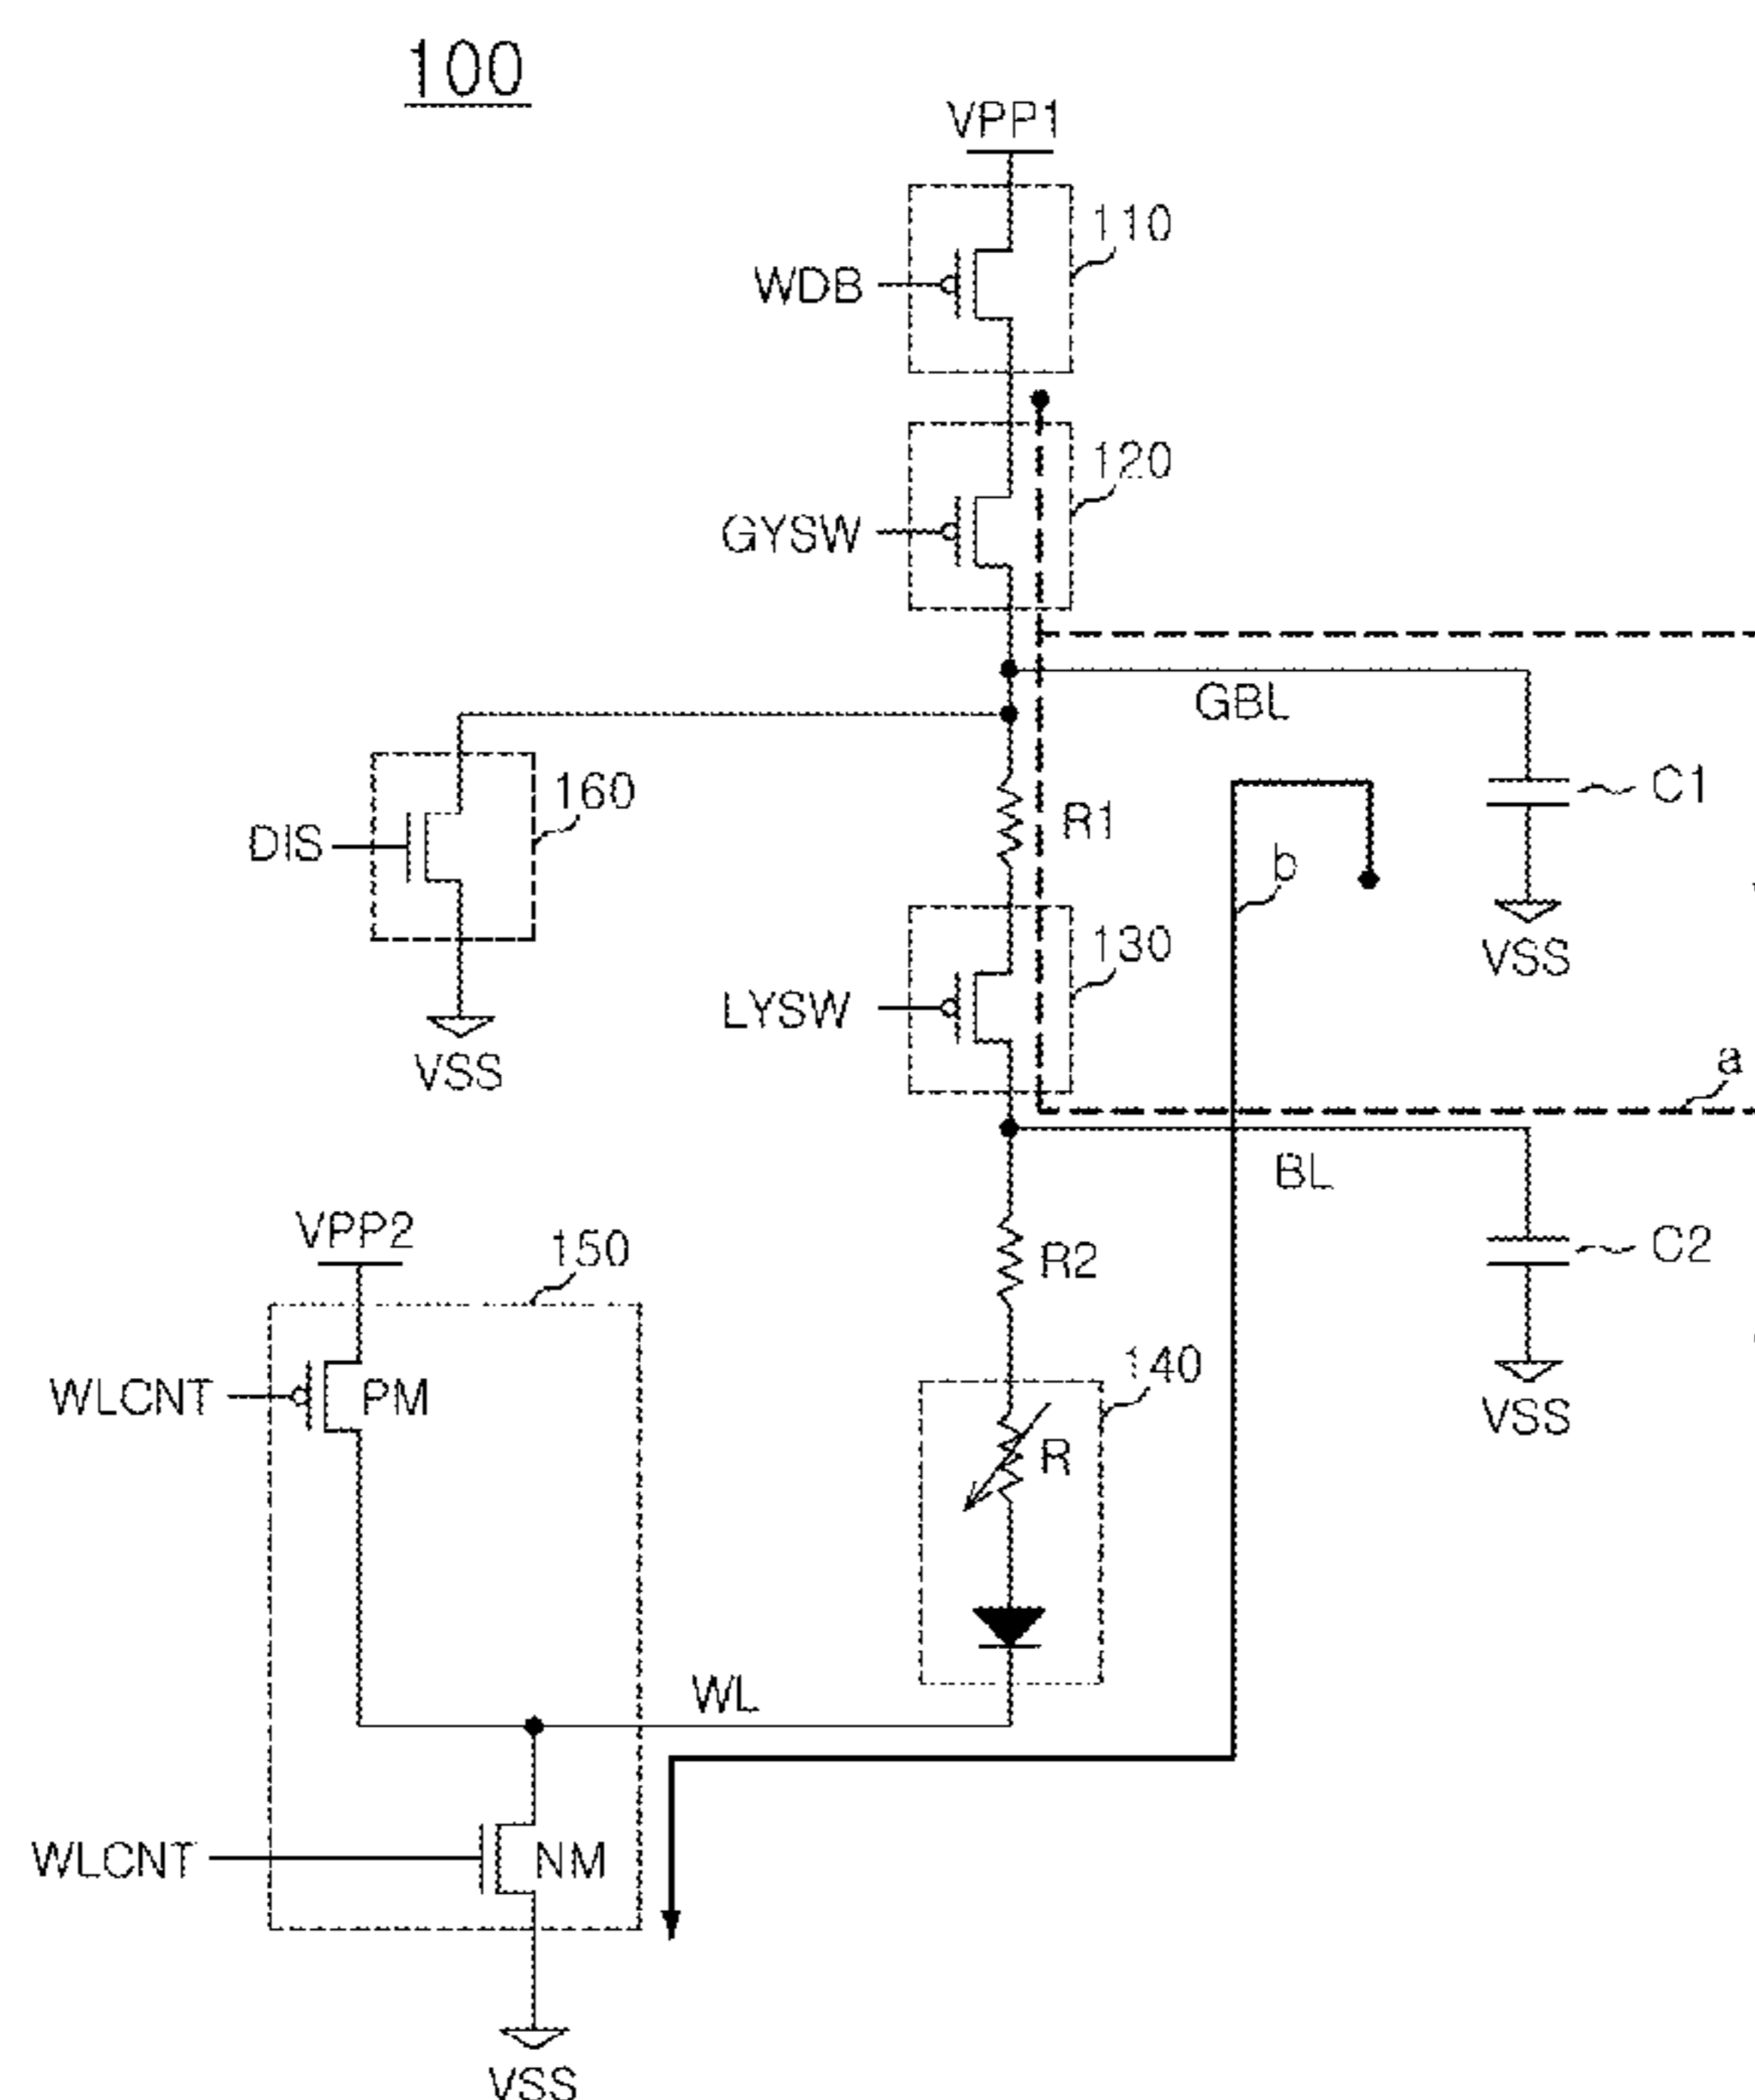 100
VPP1
110
WDB
120
GYSW
GBL
160
R1
C1
DIS
b
130
VSS
LYSW
a
VSS
BL
VPP2
150
R2
C2
140
WLCNT
PM
VSS
R
WL
WLCNT
NM
VSS